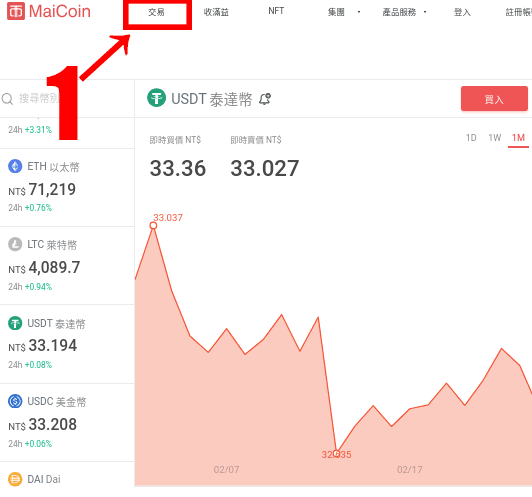 MaiCoin 交易 收滿益 NFT 集團 產品服務 登入 註冊帳
1
搜尋幣別
24h +3.31%
ETH 以太幣
NT$ 71,219
24h +0.76%
LTC 萊特幣
NT$ 4,089.7
24h +0.94%
USDT 泰達幣
NT$ 33.194
24h +0.08%
USDC 美金幣
NT$ 33.208
24h +0.06%
DAI Dai
USDT 泰達幣
買入
即時買價 NT$ 即時賣價 NT$
33.36 33.027
1D 1W 1M
33.037
02/07 02/17